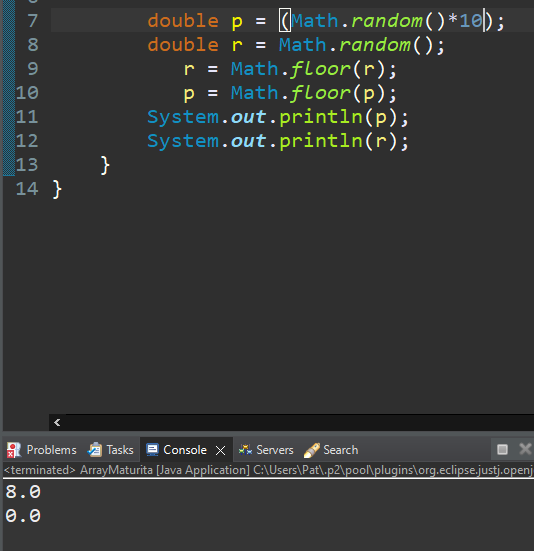 7 double p = (Math.random()*10);
8 double r = Math.random();
9 r = Math.floor(r);
10 p = Math.floor(p);
11 System.out.println(p);
12 System.out.println(r);
13 }
14 }
Problems Tasks Console Servers Search
<terminated> ArrayMaturita [Java Application] C:\Users\Pat\.p2\pool\plugins\org.eclipse.justj.openj
8.0
0.0